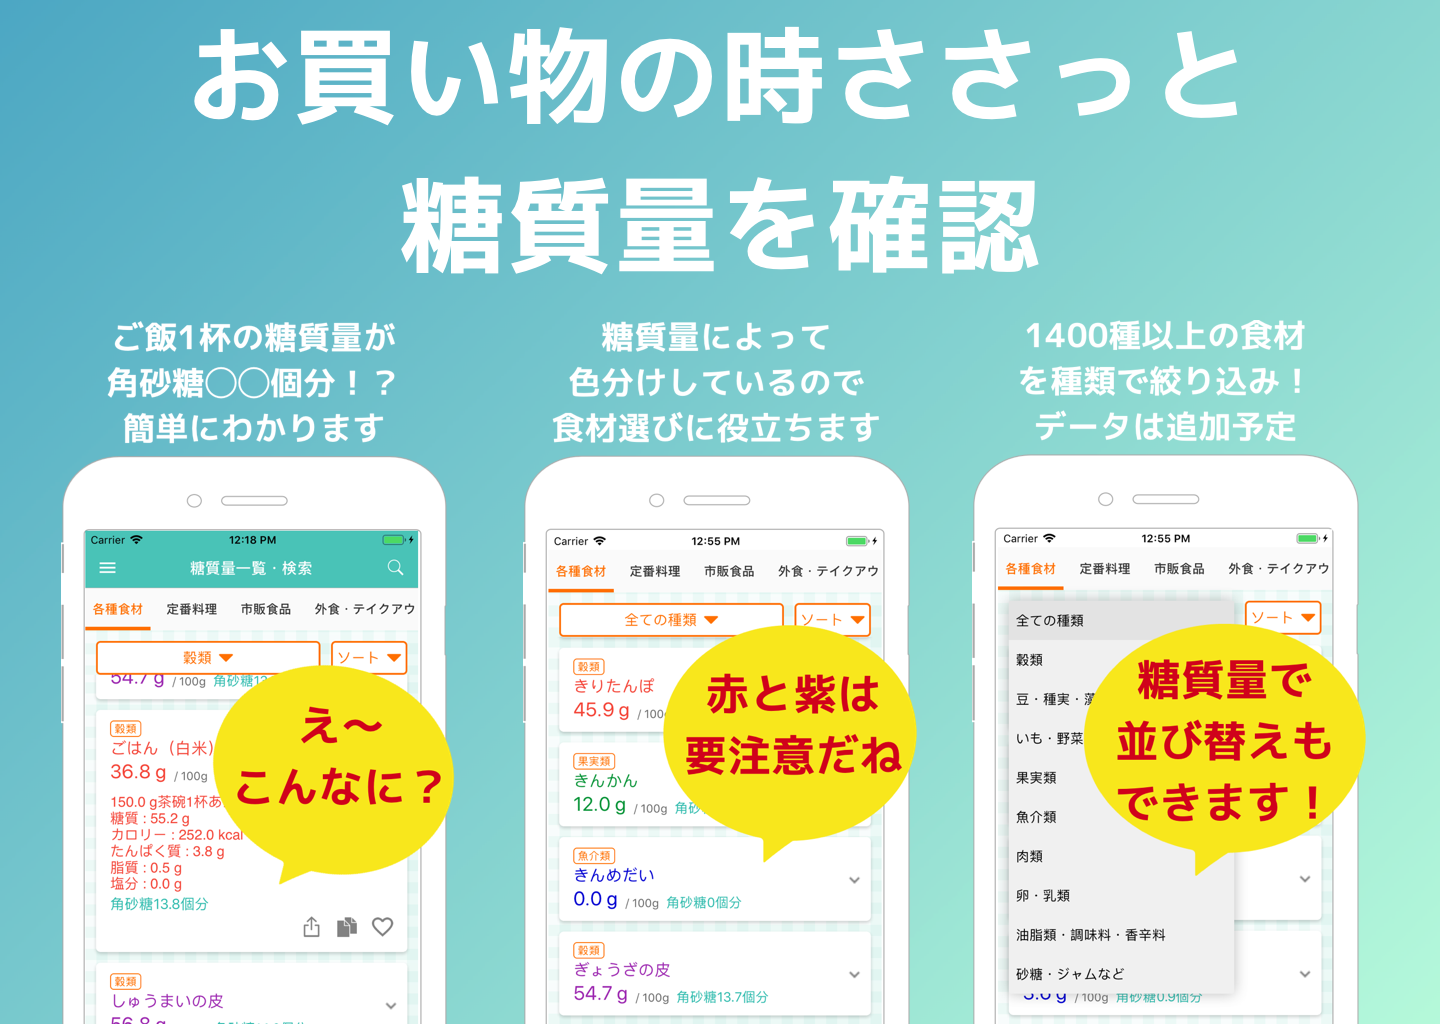 お買い物の時ささっと
糖質量を確認
ご飯1杯の糖質量が
角砂糖◯◯個分！？
簡単にわかります
Carrier
12:18 PM
糖質量一覧・検索
各種食材 定番料理 市販食品 外食・テイクアウ
穀類
ソート
54.7 g / 100g
穀類
ごはん（白米）
36.8 g / 100g
150.0 g茶碗1杯あ
糖質 : 55.2 g
カロリー : 252.0 kcal
たんぱく質 : 3.8 g
脂質 : 0.5 g
塩分 : 0.0 g
角砂糖13.8個分
え〜
こんなに？
穀類
しゅうまいの皮
糖質量によって
色分けしているので
食材選びに役立ちます
Carrier
12:55 PM
各種食材 定番料理 市販食品 外食・テイクアウ
全ての種類
ソート
穀類
きりたんぽ
45.9 g / 100
果実類
きんかん
12.0 g / 100g 角砂
赤と紫は
要注意だね
魚介類
きんめだい
0.0 g / 100g 角砂糖0個分
穀類
ぎょうざの皮
54.7 g / 100g 角砂糖13.7個分
1400種以上の食材
を種類で絞り込み！
データは追加予定
Carrier
12:55 PM
各種食材 定番料理 市販食品 外食・テイクアウ
ソート
全ての種類
穀類
豆・種実・藻
いも・野菜
果実類
魚介類
肉類
卵・乳類
油脂類・調味料・香辛料
砂糖・ジャムなど
糖質量で
並び替えも
できます！
/ 100g 角砂糖0.9個分